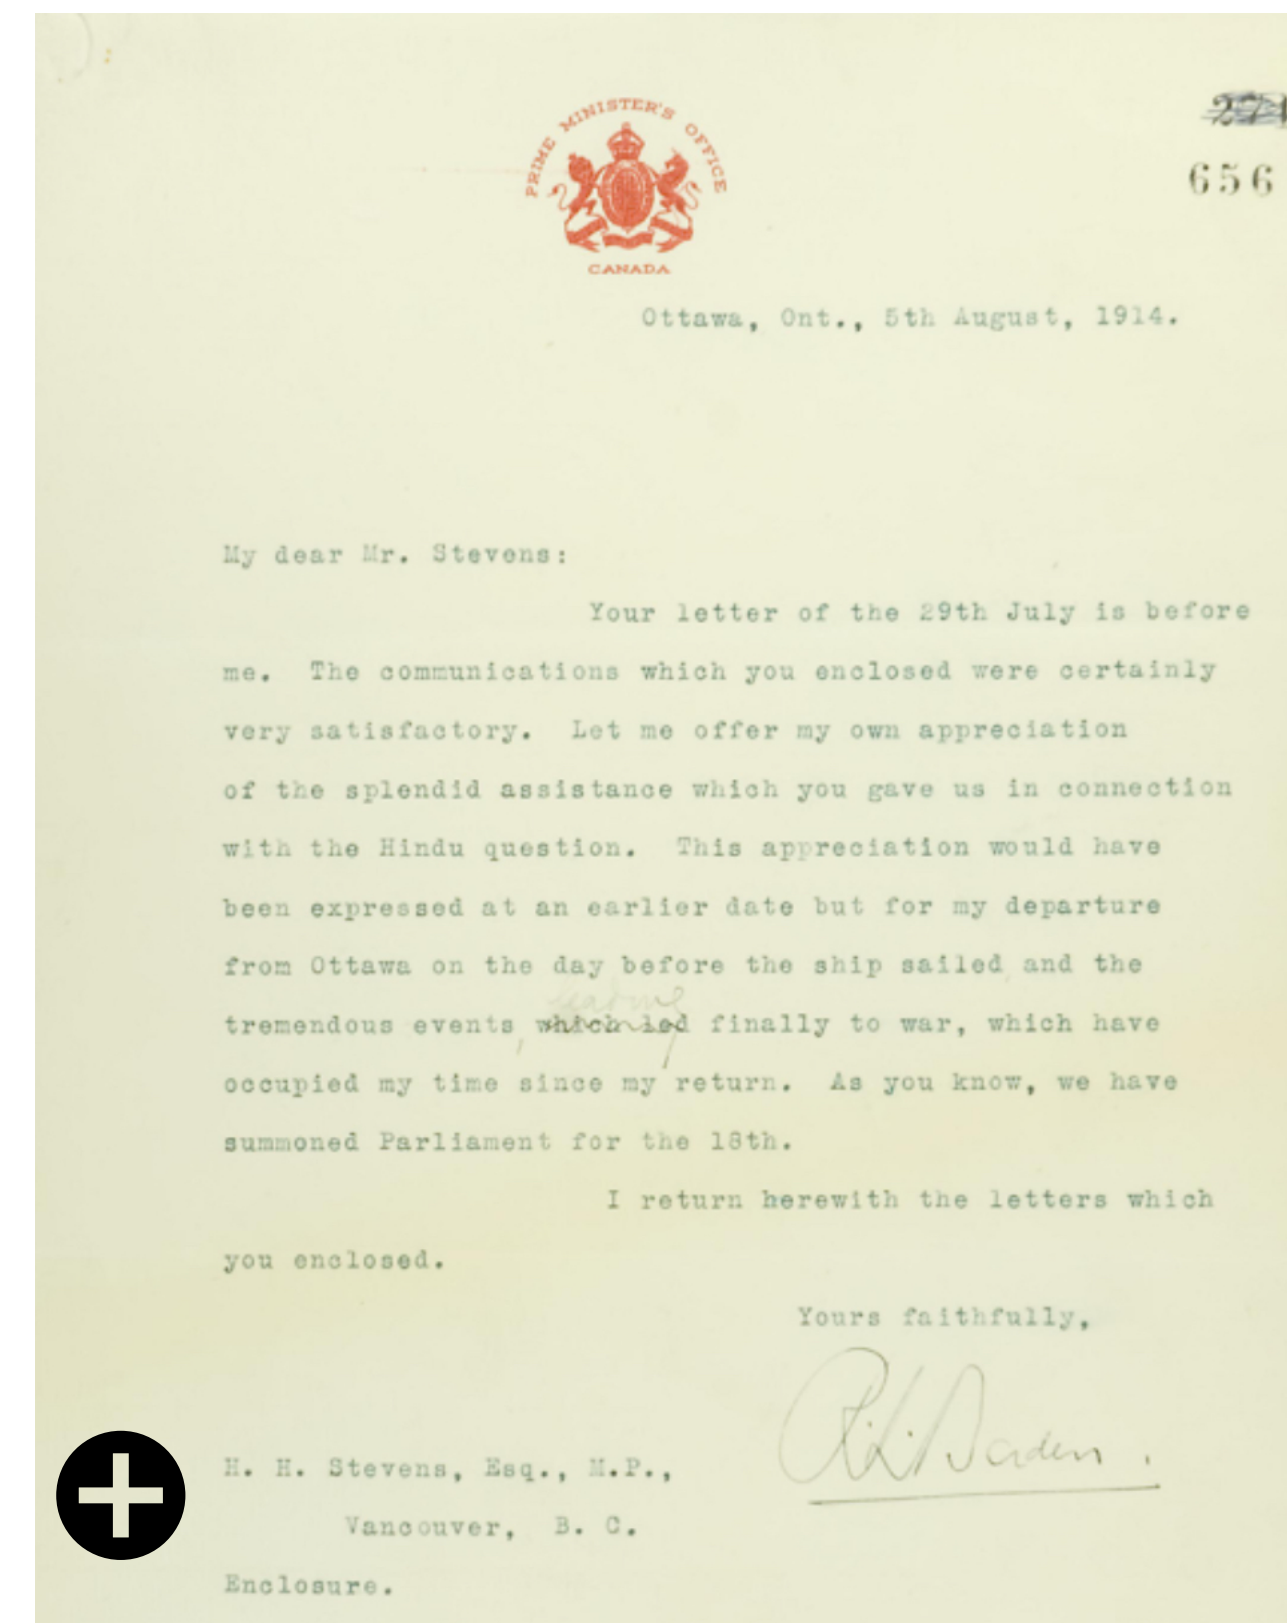 PRIME MINISTER'S OFFICE
CANADA
271
656
Ottawa, Ont., 5th August, 1914.
My dear Mr. Stevens:
Your letter of the 29th July is before
me. The communications which you enclosed were certainly
very satisfactory. Let me offer my own appreciation
of the splendid assistance which you gave us in connection
with the Hindu question. This appreciation would have
been expressed at an earlier date but for my departure
from Ottawa on the day before the ship sailed and the
leading
tremendous events, which led finally to war, which have
occupied my time since my return. As you know, we have
summoned Parliament for the 18th.
I return herewith the letters which
you enclosed.
Yours faithfully,
R. L. Borden.
H. H. Stevens, Esq., M.P.,
Vancouver, B. C.
Enclosure.